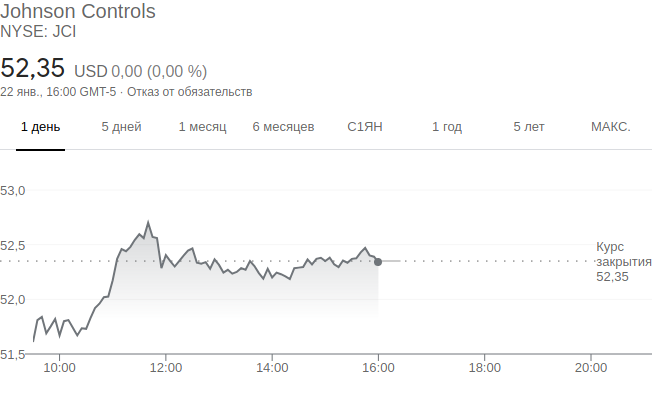 Johnson Controls
NYSE: JCI
52,35 USD 0,00 (0,00 %)
22 янв., 16:00 GMT-5 · Отказ от обязательств
1 день 5 дней 1 месяц 6 месяцев С1ЯН 1 год 5 лет МАКС.
53,0
52,5
Курс
закрытия
52,35
52,0
51,5
10:00 12:00 14:00 16:00 18:00 20:00